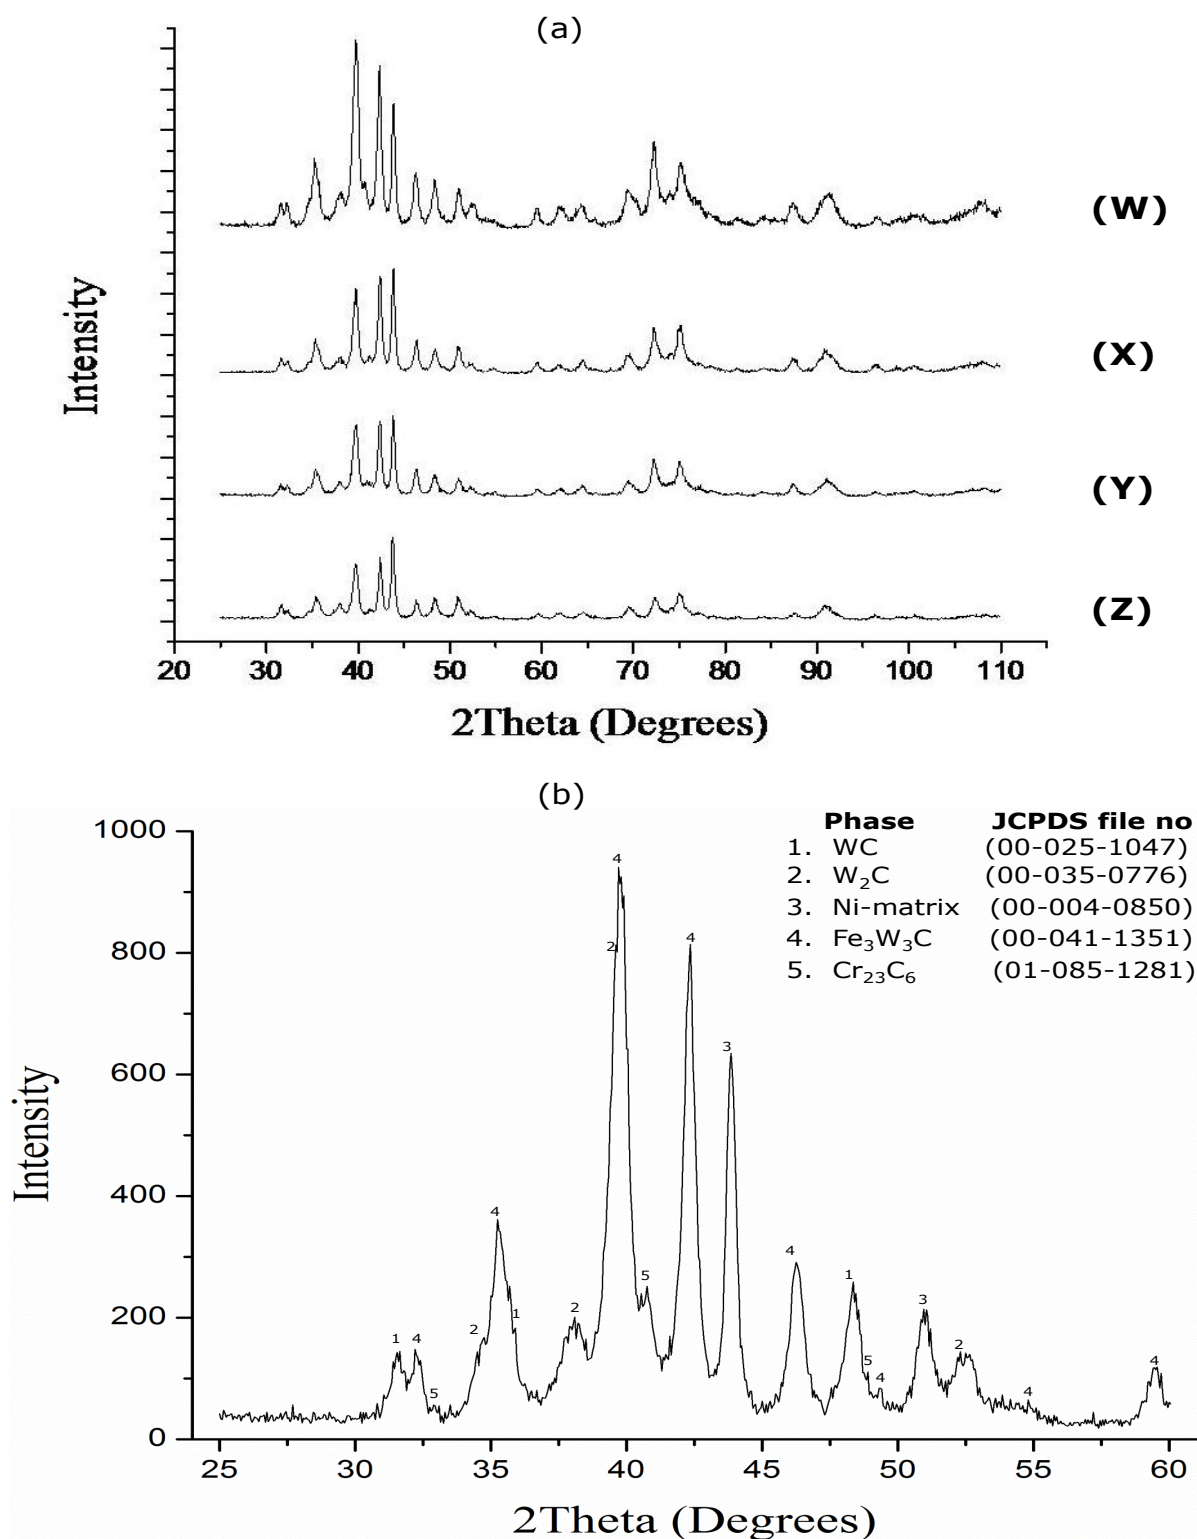 (a)
Intensity
(W)
(X)
(Y)
(Z)
20 30 40 50 60 70 80 90 100 110
2Theta (Degrees)
(b)
Phase JCPDS file no
1. WC (00-025-1047)
2. W₂C (00-035-0776)
3. Ni-matrix (00-004-0850)
4. Fe₃W₃C (00-041-1351)
5. Cr₂₃C₆ (01-085-1281)
1000
800
600
400
200
0
Intensity
1 4 5 2 4 1 2 2 4 5 4 3 4 1 5 4 3 2 4 4
25 30 35 40 45 50 55 60
2Theta (Degrees)